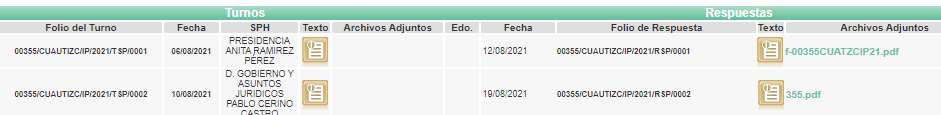 Turnos Respuestas
Folio del Turno Fecha SPH Texto Archivos Adjuntos Edo. Fecha Folio de Respuesta Texto Archivos Adjuntos
00355/CUAUTIZC/IP/2021/TSP/0001 06/08/2021 PRESIDENCIA ANITA RAMIREZ PÉREZ 12/08/2021 00355/CUAUTIZC/IP/2021/RSP/0001 f-00355CUATZCIP21.pdf
00355/CUAUTIZC/IP/2021/TSP/0002 10/08/2021 D. GOBIERNO Y ASUNTOS JURIDICOS PABLO CERINO CASTRO 19/08/2021 00355/CUAUTIZC/IP/2021/RSP/0002 355.pdf